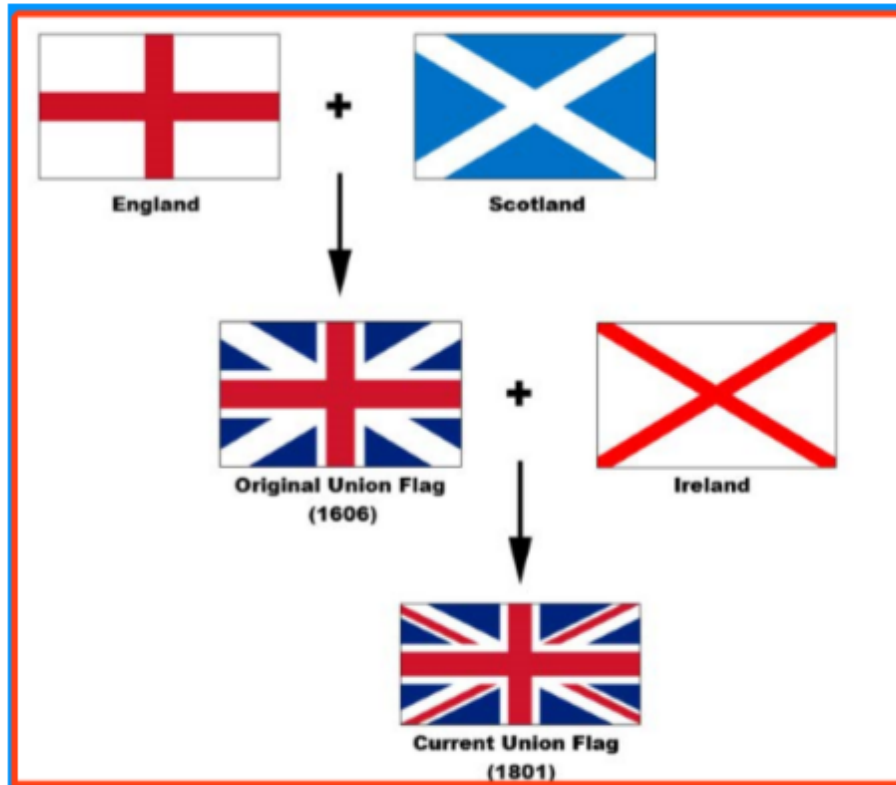 England
Scotland
Original Union Flag
(1606)
Ireland
Current Union Flag
(1801)